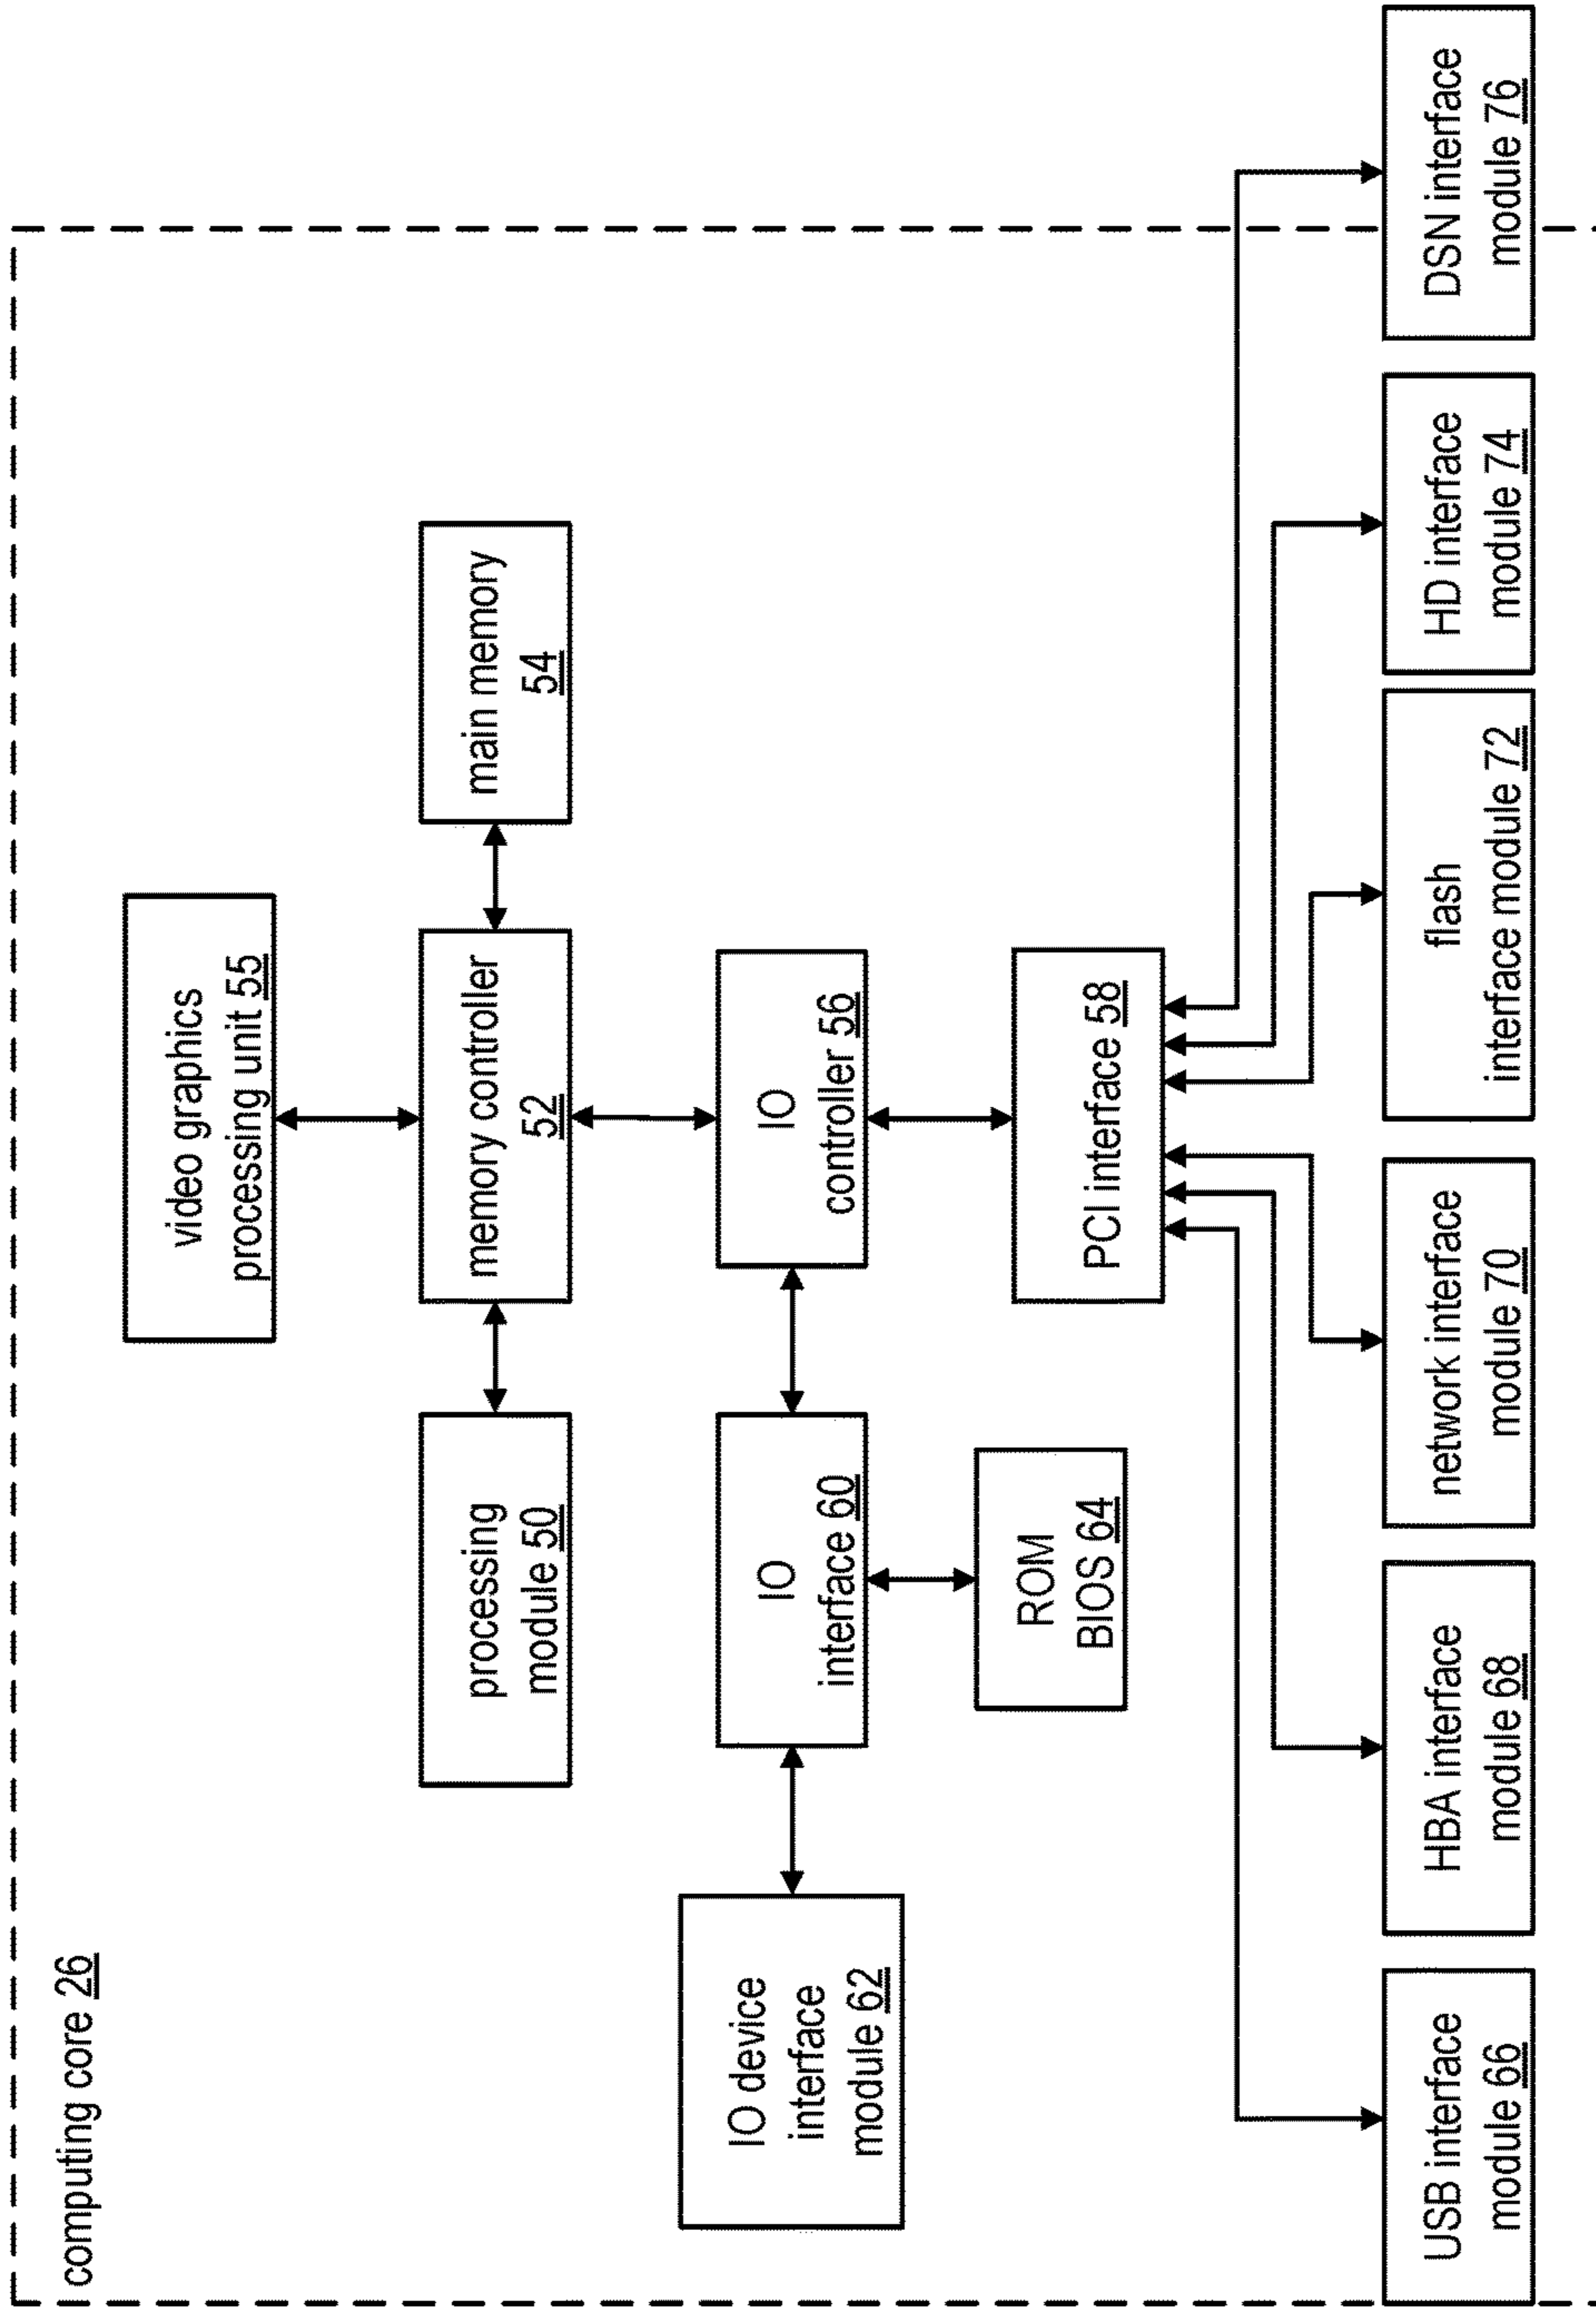 computing core 26
video graphics
processing unit 55
processing
module 50
memory controller
52
main memory
54
IO device
interface
module 62
IO
interface 60
IO
controller 56
ROM
BIOS 64
PCI interface 58
USB interface
module 66
HBA interface
module 68
network interface
module 70
flash
interface module 72
HD interface
module 74
DSN interface
module 76